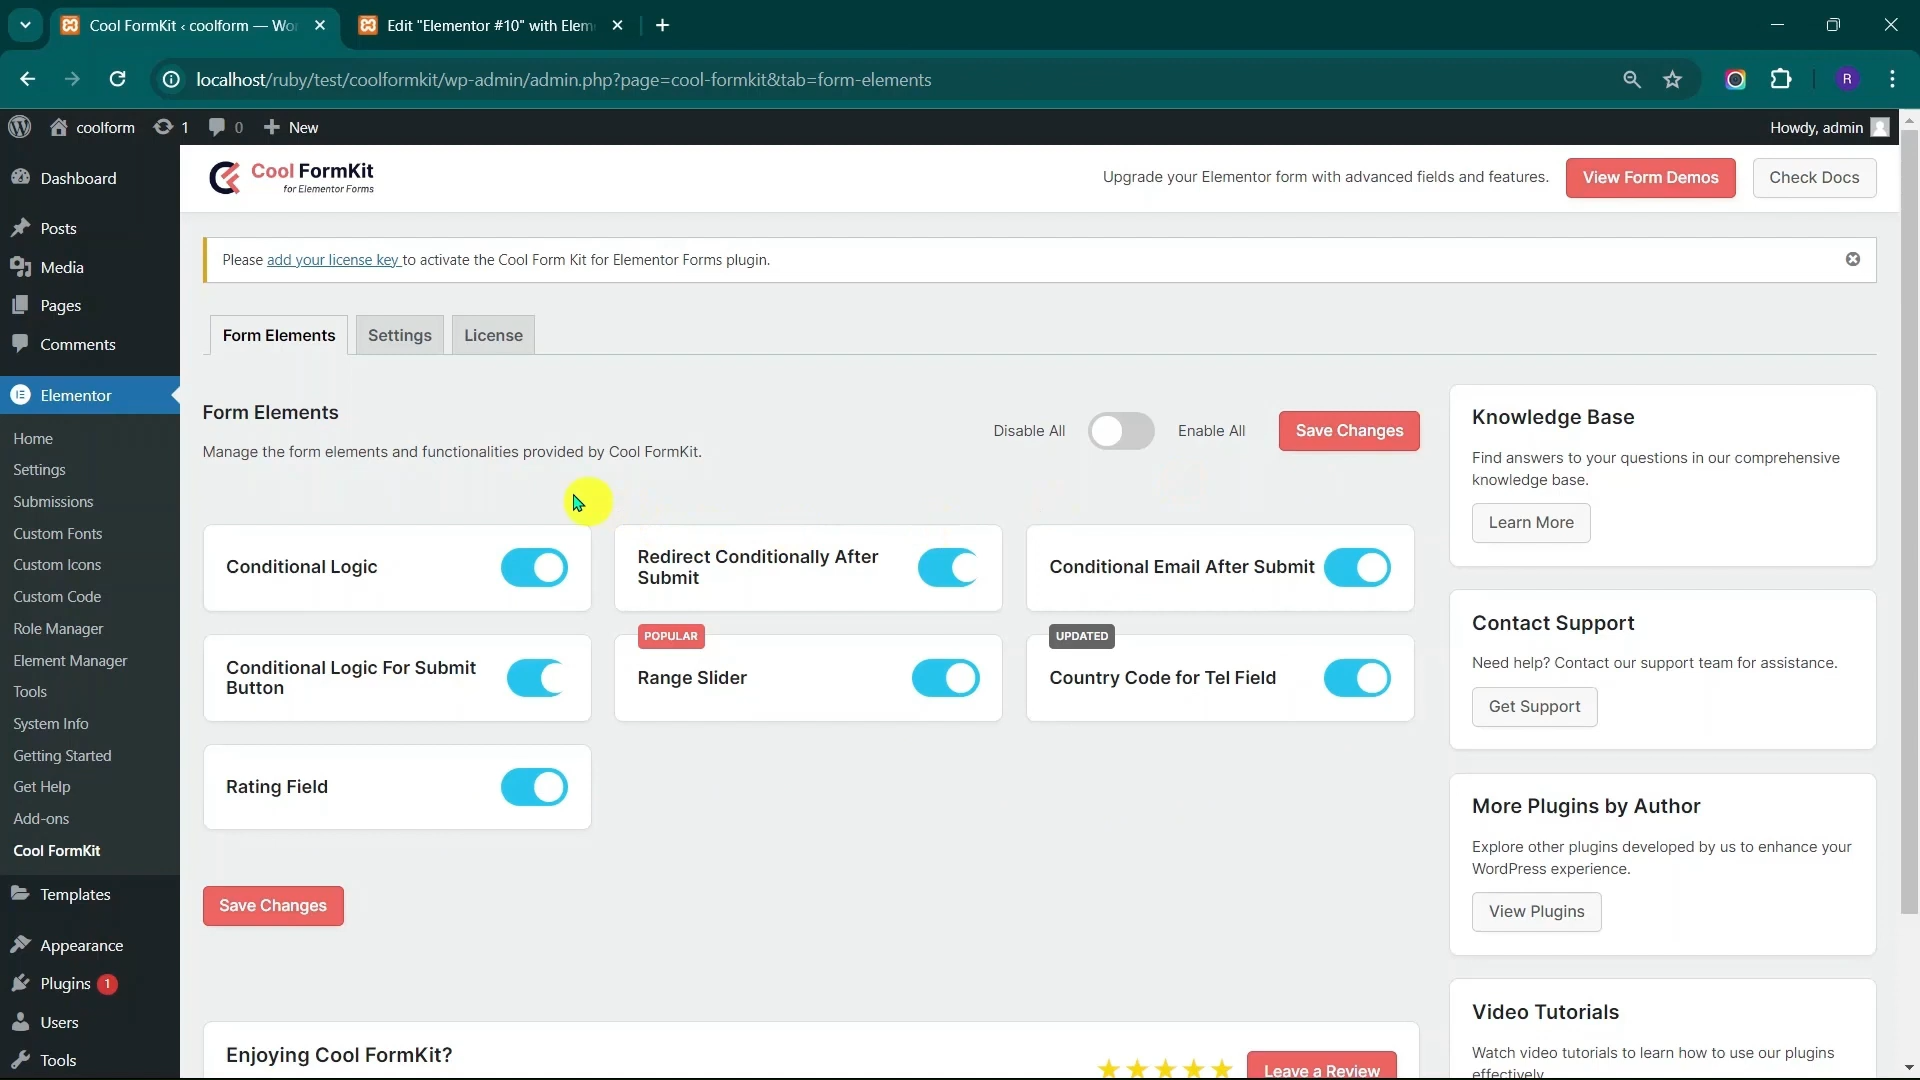 Cool FormKit ‹ coolform — Wo
Edit "Elementor #10" with Elem
localhost/ruby/test/coolformkit/wp-admin/admin.php?page=cool-formkit&tab=form-elements
R
coolform
1
0
New
Howdy, admin
Dashboard
Posts
Media
Pages
Comments
Elementor
Home
Settings
Submissions
Custom Fonts
Custom Icons
Custom Code
Role Manager
Element Manager
Tools
System Info
Getting Started
Get Help
Add-ons
Cool FormKit
Templates
Appearance
Plugins 1
Users
Tools
Cool FormKit
for Elementor Forms
Upgrade your Elementor form with advanced fields and features.
View Form Demos
Check Docs
Please add your license key to activate the Cool Form Kit for Elementor Forms plugin.
Form Elements
Settings
License
Form Elements
Manage the form elements and functionalities provided by Cool FormKit.
Disable All
Enable All
Save Changes
Conditional Logic
Redirect Conditionally After
Submit
Conditional Email After Submit
Conditional Logic For Submit
Button
POPULAR
Range Slider
UPDATED
Country Code for Tel Field
Rating Field
Save Changes
Enjoying Cool FormKit?
Leave a Review
Knowledge Base
Find answers to your questions in our comprehensive
knowledge base.
Learn More
Contact Support
Need help? Contact our support team for assistance.
Get Support
More Plugins by Author
Explore other plugins developed by us to enhance your
WordPress experience.
View Plugins
Video Tutorials
Watch video tutorials to learn how to use our plugins
effectively